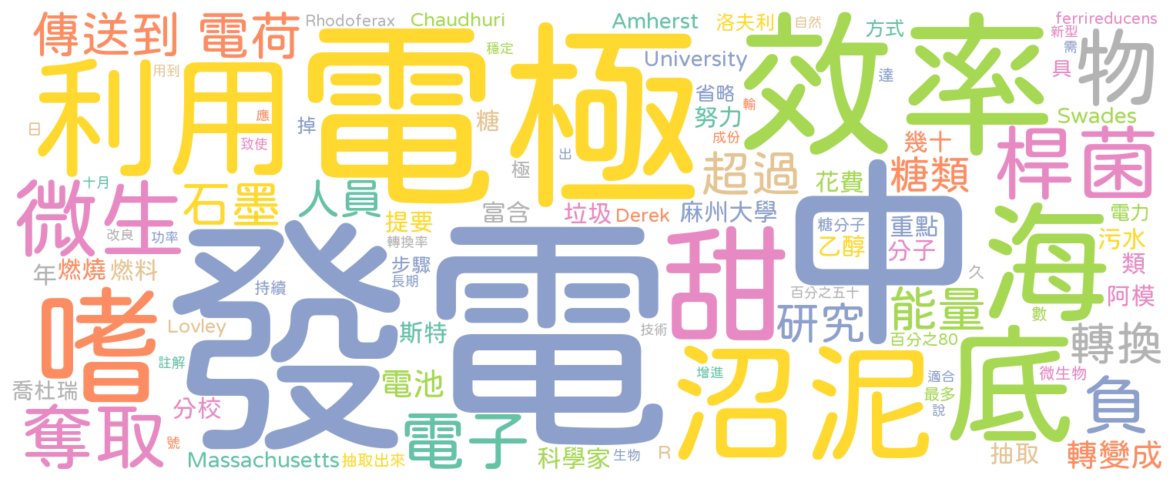 傳送到 電荷 Rhodoferax Chaudhuri Amherst 洛夫利 自然 方式 ferrireducens
利用 用到 電極 穩定 University 效率 達 新型 需 具 物
日 應 致使 掉 糖 省略 努力 輸 成份 Swades
微生 十月 石墨 人員 極 出 超過 幾十 糖類 桿菌
改良 功率 提要 富含 垃圾 Derek 麻州大學 花費 中 糖分子 重點 電力
年 燃燒 燃料 發電 轉換率 甜 乙醇 分子 海 污水 類
嗜 持續 步驟 長期 百分之五十 久 阿模
Lovley 斯特 技術 研究 能量 數 轉換
註解 百分之80
喬杜瑞 電池 增進 沼泥 適合 最多 底 微生物 負
奪取 分校 電子 說
號 Massachusetts 抽取出來 科學家 生物 R 抽取 轉變成